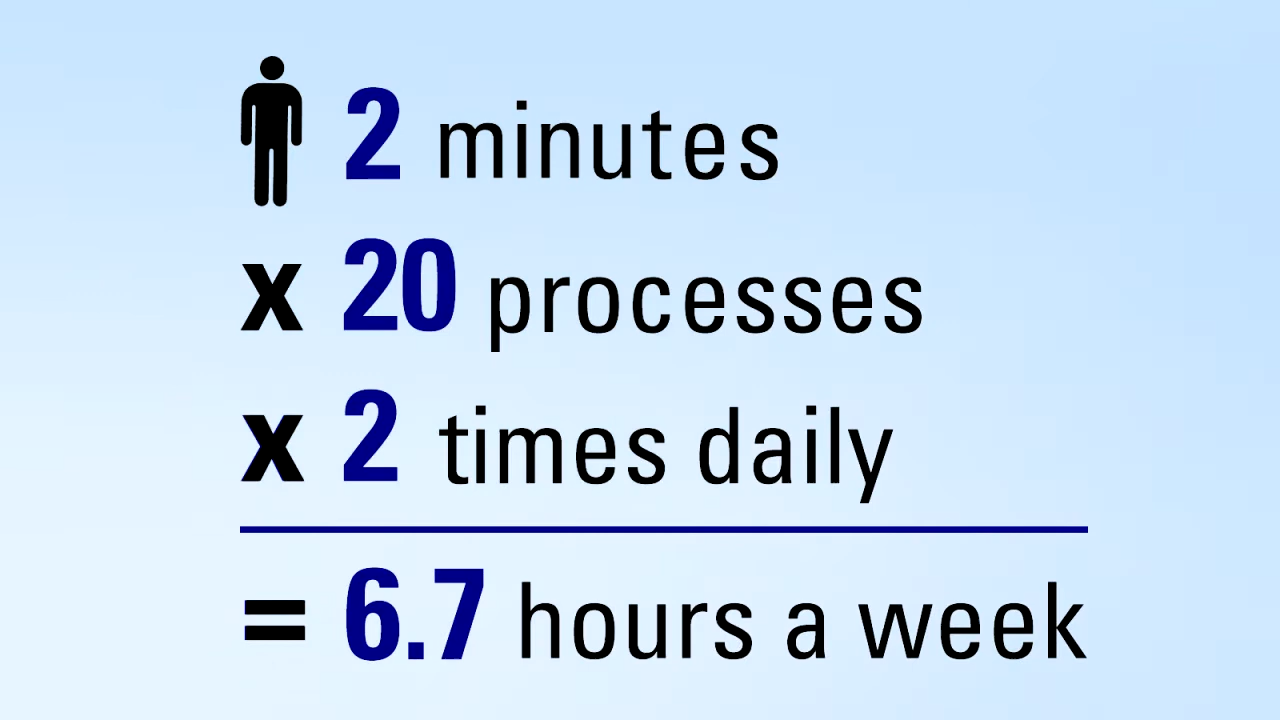 2 minutes
x 20 processes
x 2 times daily
= 6.7 hours a week